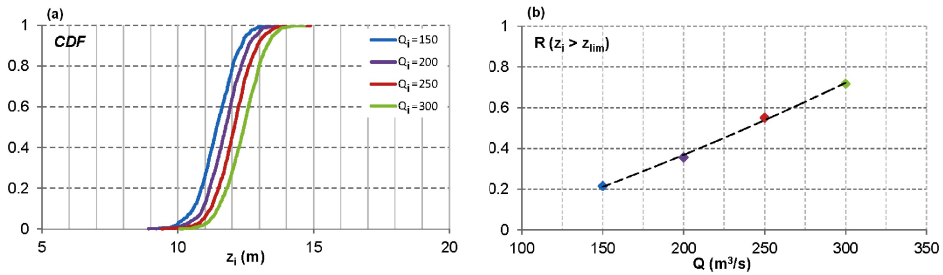 (a)
CDF
1
0.8
0.6
0.4
0.2
0
5
10
15
20
zi (m)
Qi=150
Qi=200
Qi=250
Qi=300
(b)
R (zi > zlim)
1
0.8
0.6
0.4
0.2
0
100
150
200
250
300
350
Q (m³/s)